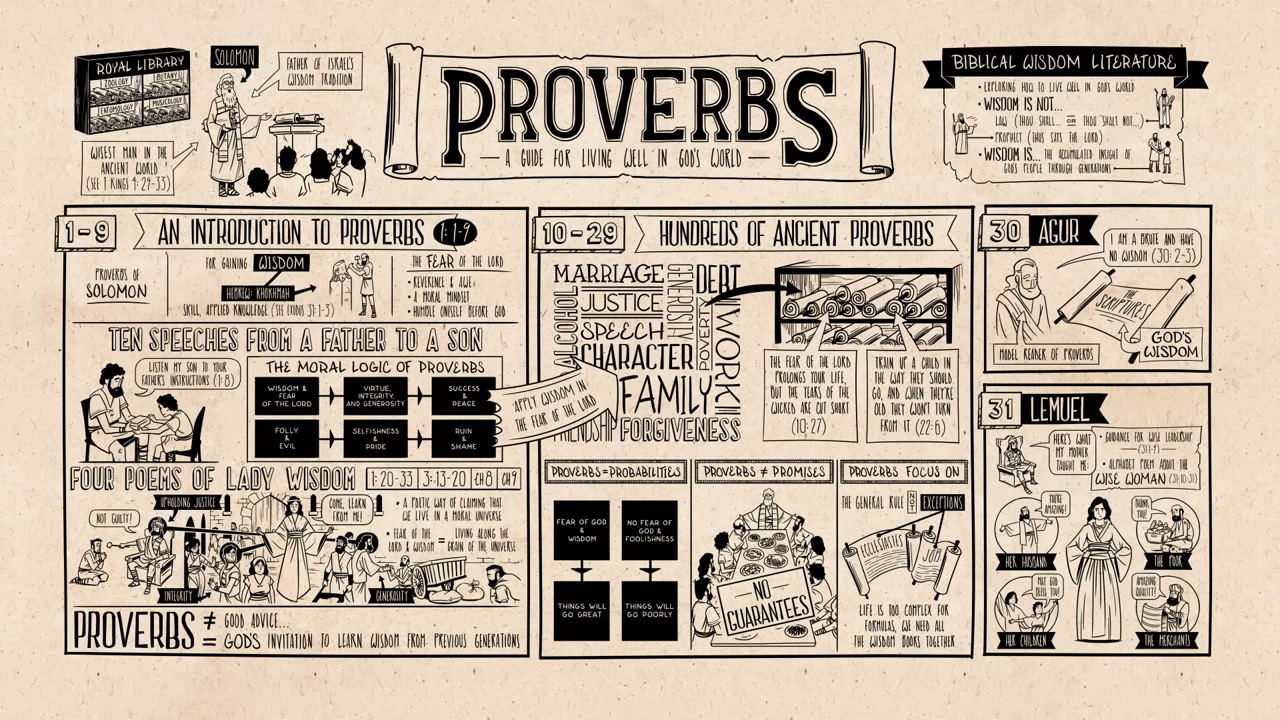 ROYAL LIBRARY
ZOOLOGY
BOTANY
ENTOMOLOGY
MUSICOLOGY
SOLOMON
FATHER OF ISRAEL'S
WISDOM TRADITION
WISEST MAN IN THE
ANCIENT WORLD
(SEE 1 KINGS 4:29-33)
PROVERBS
— A GUIDE FOR LIVING WELL IN GOD'S WORLD —
BIBLICAL WISDOM LITERATURE
• EXPLORING HOW TO LIVE WELL IN GOD'S WORLD
• WISDOM IS NOT...
LAW (THOU SHALL... OR THOU SHALT NOT...)
PROPHECY (THUS SAYS THE LORD)
• WISDOM IS... THE ACCUMULATED INSIGHT OF
GOD'S PEOPLE THROUGH GENERATIONS
1-9
AN INTRODUCTION TO PROVERBS 1:1-9
PROVERBS OF
SOLOMON
FOR GAINING WISDOM
HEBREW: KHOKHMAH
SKILL, APPLIED KNOWLEDGE (SEE EXODUS 31:1-3)
THE FEAR OF THE LORD
• REVERENCE & AWE
• A MORAL MINDSET
• HUMBLE ONESELF BEFORE GOD
TEN SPEECHES FROM A FATHER TO A SON
LISTEN MY SON TO YOUR
FATHER'S INSTRUCTIONS (1:8)
THE MORAL LOGIC OF PROVERBS
WISDOM &
FEAR
OF THE LORD
VIRTUE,
INTEGRITY,
AND GENEROSITY
SUCCESS
&
PEACE
FOLLY
&
EVIL
SELFISHNESS
&
PRIDE
RUIN
&
SHAME
APPLY WISDOM IN
THE FEAR OF THE LORD
FOUR POEMS OF LADY WISDOM
1:20-33
3:13-20
CH 8
CH 9
UPHOLDING JUSTICE
NOT GUILTY!
COME, LEARN
FROM ME!
INTEGRITY
GENEROSITY
• A POETIC WAY OF CLAIMING THAT
WE LIVE IN A MORAL UNIVERSE
• FEAR OF THE
LORD & WISDOM
=
LIVING ALONG THE
GRAIN OF THE UNIVERSE
PROVERBS
≠ GOOD ADVICE...
= GOD'S INVITATION TO LEARN WISDOM FROM PREVIOUS GENERATIONS
10-29
HUNDREDS OF ANCIENT PROVERBS
MARRIAGE
JUSTICE
SPEECH
CHARACTER
FAMILY
FRIENDSHIP
FORGIVENESS
ALCOHOL
GENEROSITY
DEBT
POVERTY
WORK
THE FEAR OF THE LORD
PROLONGS YOUR LIFE,
BUT THE YEARS OF THE
WICKED ARE CUT SHORT
(10:27)
TRAIN UP A CHILD IN
THE WAY THEY SHOULD
GO, AND WHEN THEY'RE
OLD THEY WON'T TURN
FROM IT (22:6)
PROVERBS=PROBABILITIES
FEAR OF GOD
&
WISDOM
NO FEAR OF
GOD &
FOOLISHNESS
THINGS WILL
GO GREAT
THINGS WILL
GO POORLY
PROVERBS ≠ PROMISES
NO
GUARANTEES
PROVERBS FOCUS ON
THE GENERAL RULE NOT EXCEPTIONS
ECCLESIASTES
JOB
LIFE IS TOO COMPLEX FOR
FORMULAS, WE NEED ALL
THE WISDOM BOOKS TOGETHER
30 AGUR
I AM A BRUTE AND HAVE
NO WISDOM (30:2-3)
THE
SCRIPTURES
MODEL READER OF PROVERBS
GOD'S
WISDOM
31 LEMUEL
HERE'S WHAT
MY MOTHER
TAUGHT ME:
• GUIDANCE FOR WISE LEADERSHIP
(31:1-9)
• ALPHABET POEM ABOUT THE
WISE WOMAN (31:10-31)
YOU'RE
AMAZING!
HER HUSBAND
THANK
YOU!
THE POOR
MAY GOD
BLESS YOU!
HER CHILDREN
AMAZING
QUALITY!
THE MERCHANTS